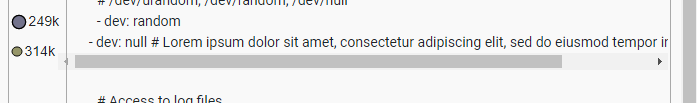 # /dev/urandom, /dev/random, /dev/null
249k
- dev: random
- dev: null # Lorem ipsum dolor sit amet, consectetur adipiscing elit, sed do eiusmod tempor in
314k
# Access to log files